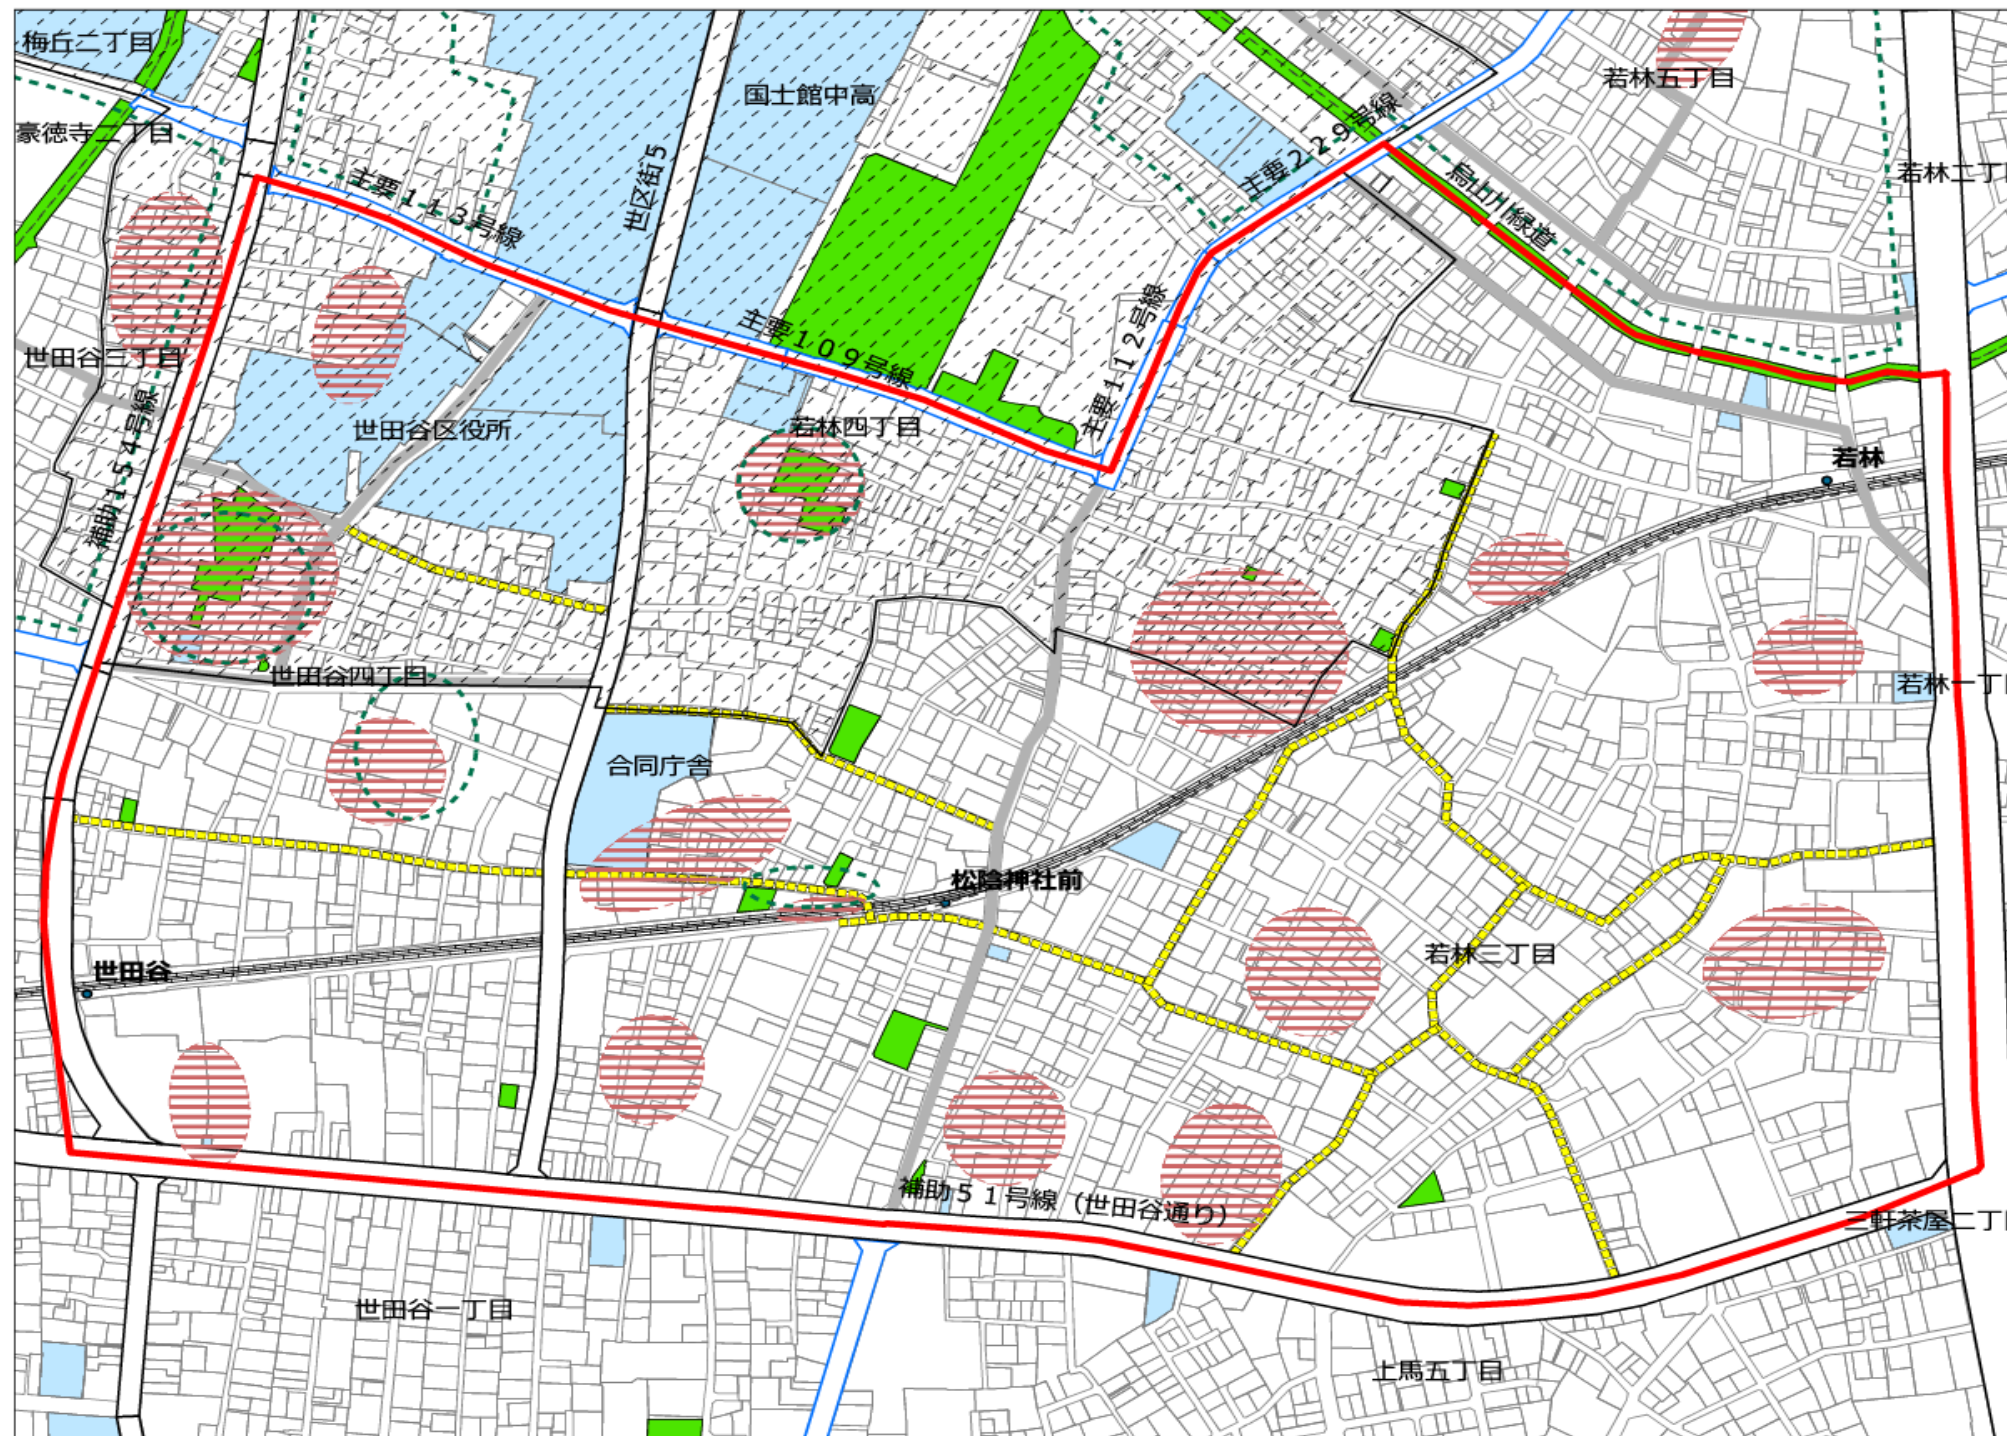 梅丘二丁目
国士館中高
若林五丁目
豪徳寺二丁目
若林二丁
主要２２９号線
主要１１３号線
世区街５
烏山川緑道
世田谷三丁目
主要１０９号線
主要１１２号線
世田谷区役所
若林四丁目
補助１５４号線
若林
世田谷四丁目
若林一丁
合同庁舎
松陰神社前
世田谷
若林三丁目
補助５１号線（世田谷通り）
三軒茶屋二丁
世田谷一丁目
上馬五丁目